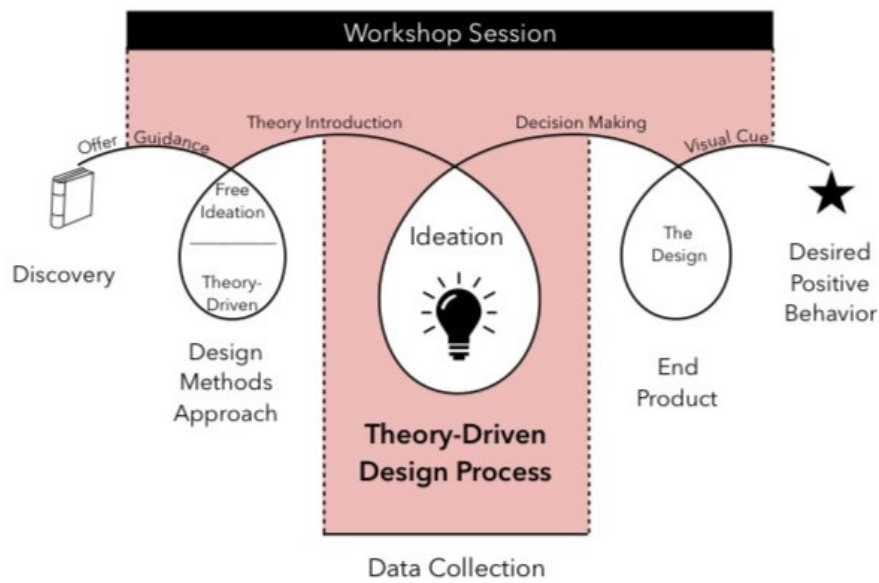 Workshop Session
Offer Guidance
Theory Introduction
Decision Making
Visual Cue
Discovery
Free
Ideation
Theory-
Driven
Design
Methods
Approach
Ideation
Theory-Driven
Design Process
The
Design
End
Product
Desired
Positive
Behavior
Data Collection